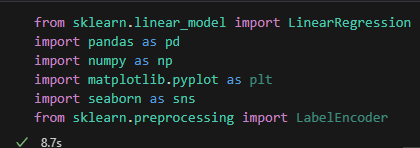 from sklearn.linear_model import LinearRegression
import pandas as pd
import numpy as np
import matplotlib.pyplot as plt
import seaborn as sns
from sklearn.preprocessing import LabelEncoder
✓ 8.7s